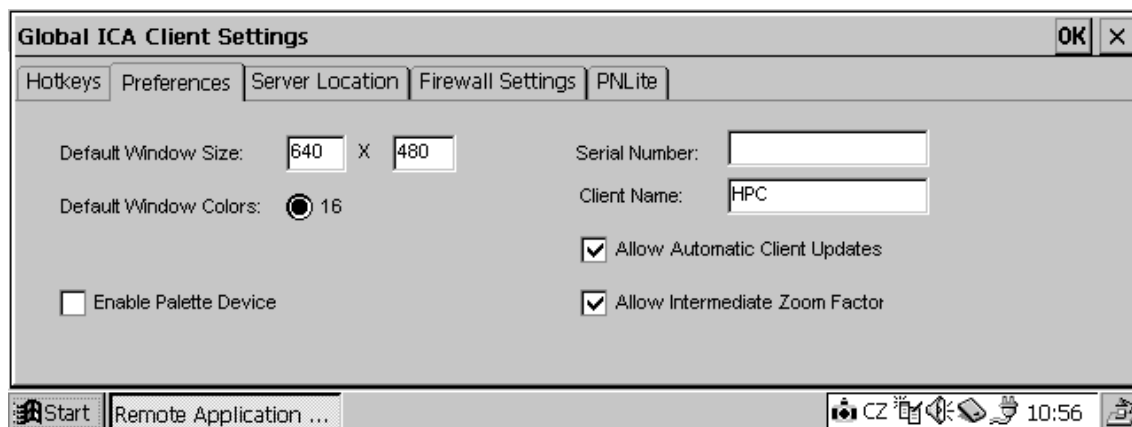 Global ICA Client Settings OK ×
Hotkeys Preferences Server Location Firewall Settings PNLite
Default Window Size: 640 X 480 Serial Number:
Default Window Colors: 16 Client Name: HPC
Allow Automatic Client Updates
Enable Palette Device Allow Intermediate Zoom Factor
Start Remote Application ... CZ 10:56